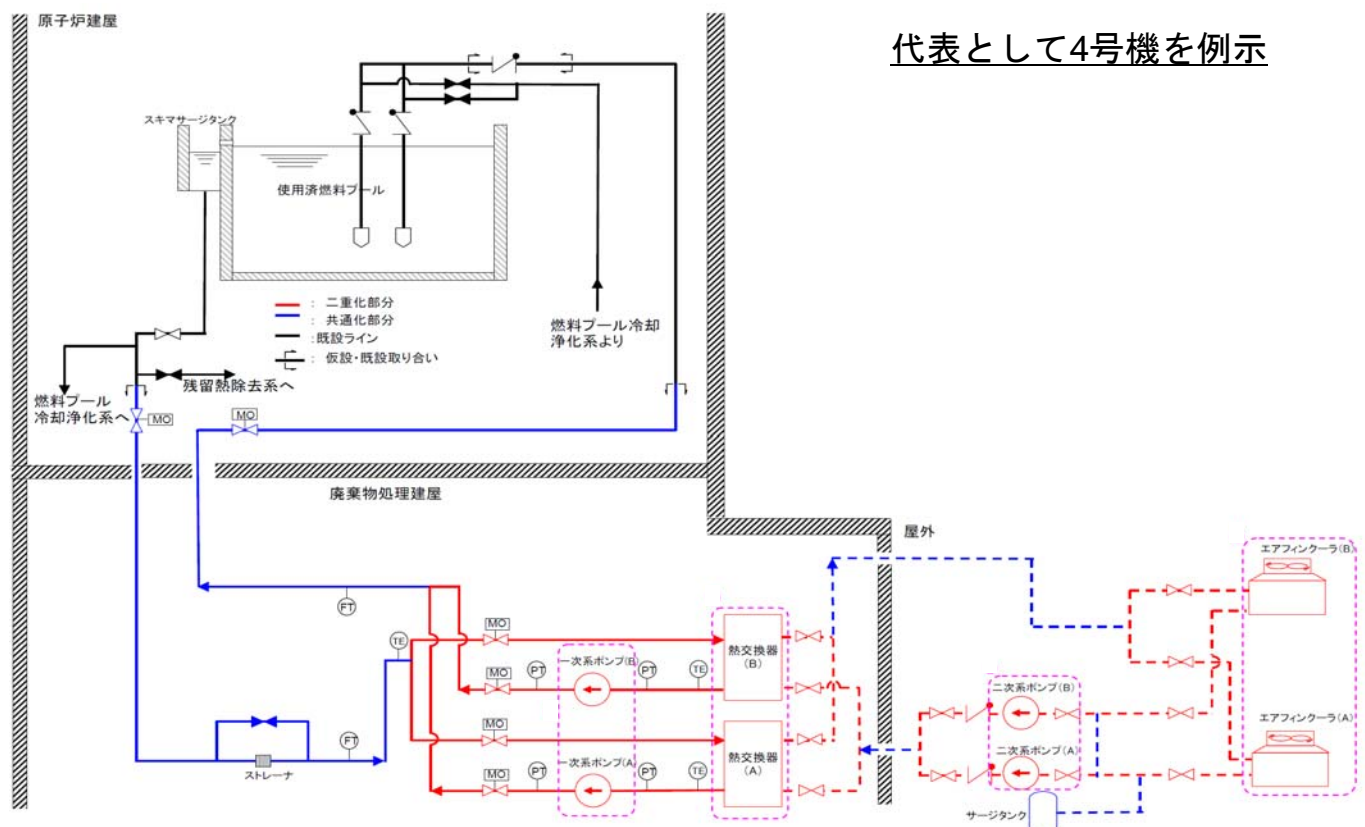 原子炉建屋
代表として4号機を例示
スキマサージタンク
使用済燃料プール
: 二重化部分
: 共通化部分
:既設ライン
: 仮設・既設取り合い
燃料プール冷却
浄化系より
残留熱除去系へ
燃料プール
冷却浄化系へ
MO
MO
廃棄物処理建屋
屋外
エアフィンクーラ(B)
FT
TE
MO
熱交換器
(B)
一次系ポンプ(B)
MO
PT
PT
TE
二次系ポンプ(B)
MO
エアフィンクーラ(A)
FT
ストレーナ
熱交換器
(A)
一次系ポンプ(A)
二次系ポンプ(A)
MO
PT
PT
TE
サージタンク